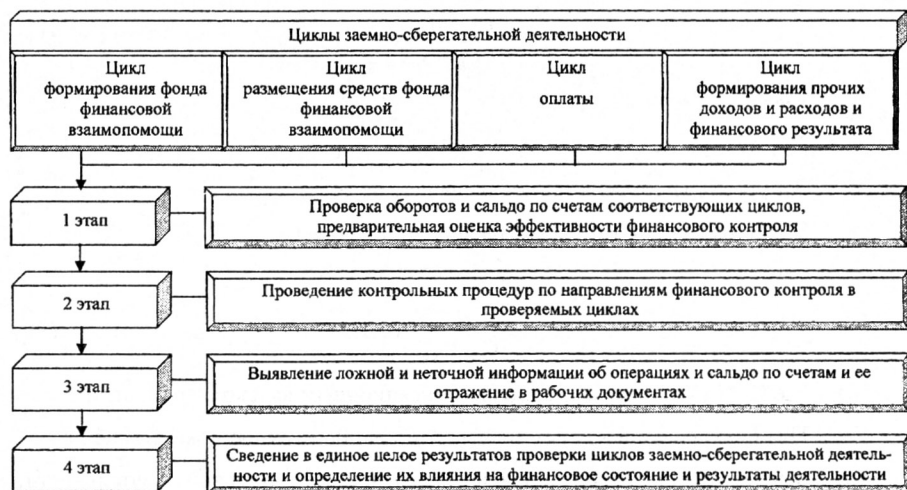 Циклы заемно-сберегательной деятельности
Цикл
формирования фонда
финансовой
взаимопомощи
Цикл
размещения средств фонда
финансовой
взаимопомощи
Цикл
оплаты
Цикл
формирования прочих
доходов и расходов и
финансового результата
1 этап
Проверка оборотов и сальдо по счетам соответствующих циклов,
предварительная оценка эффективности финансового контроля
2 этап
Проведение контрольных процедур по направлениям финансового контроля в
проверяемых циклах
3 этап
Выявление ложной и неточной информации об операциях и сальдо по счетам и ее
отражение в рабочих документах
4 этап
Сведение в единое целое результатов проверки циклов заемно-сберегательной деятель-
ности и определение их влияния на финансовое состояние и результаты деятельности